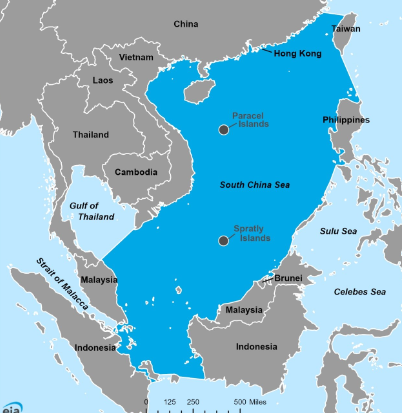 China
Taiwan
Hong Kong
Vietnam
Laos
Paracel
Islands
Thailand
Philippines
Cambodia
South China Sea
Gulf of
Thailand
Spratly
Islands
Sulu Sea
Strait of Malacca
Malaysia
Brunei
Celebes Sea
Malaysia
Indonesia
Indonesia
0 125 250 500 Miles
eia